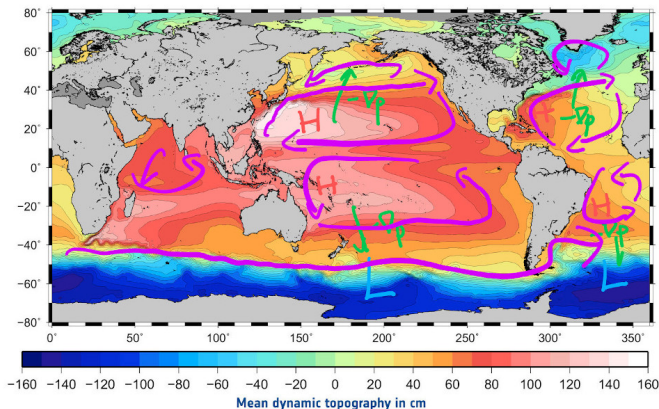 80°
60°
40°
20°
0°
−20°
−40°
−60°
−80°
H
−∇p
H
−∇p
H
−∇p
H
∇p
L
L
0° 50° 100° 150° 200° 250° 300° 350°
−160 −140 −120 −100 −80 −60 −40 −20 0 20 40 60 80 100 120 140 160
Mean dynamic topography in cm